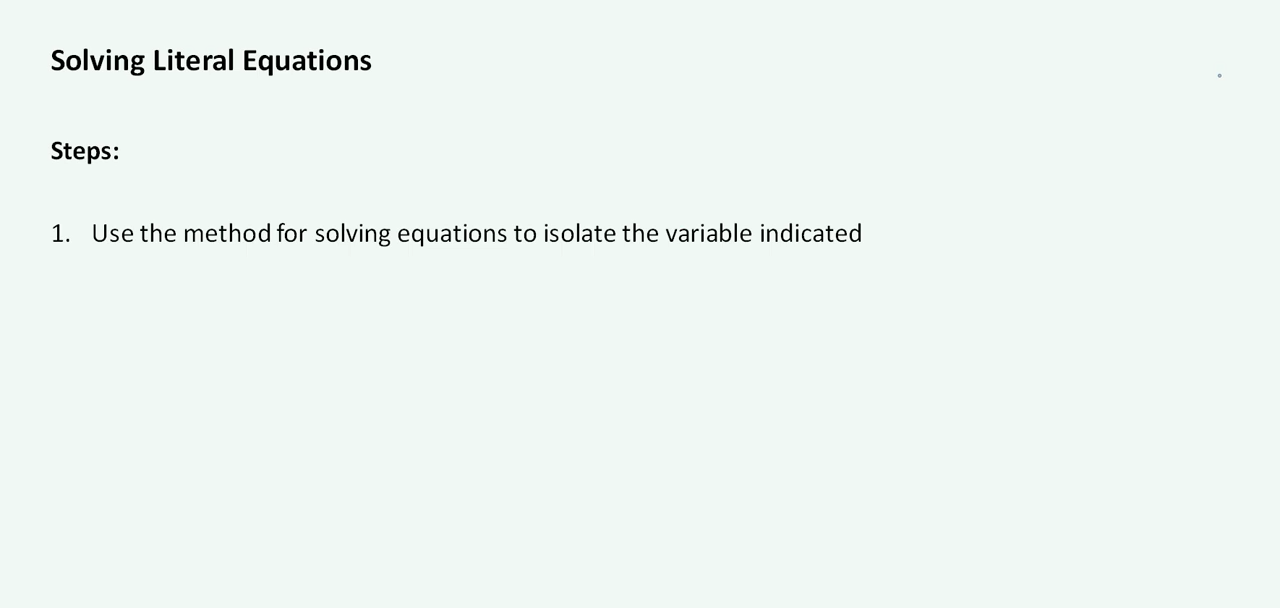 Solving Literal Equations
Steps:
1. Use the method for solving equations to isolate the variable indicated